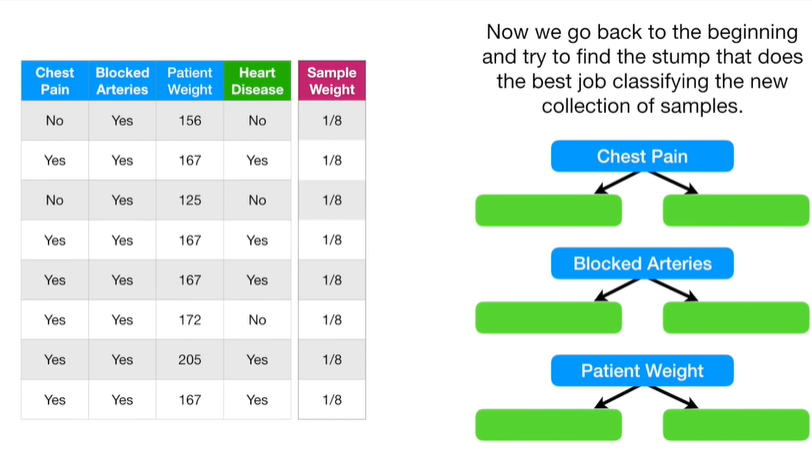 Now we go back to the beginning
and try to find the stump that does
the best job classifying the new
collection of samples.
Chest Pain Blocked Arteries Patient Weight Heart Disease Sample Weight
No Yes 156 No 1/8
Yes Yes 167 Yes 1/8
No Yes 125 No 1/8
Yes Yes 167 Yes 1/8
Yes Yes 167 Yes 1/8
Yes Yes 172 No 1/8
Yes Yes 205 Yes 1/8
Yes Yes 167 Yes 1/8
Chest Pain
Blocked Arteries
Patient Weight